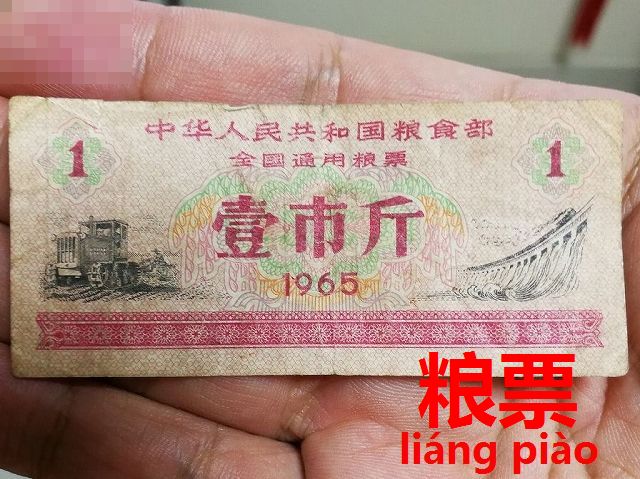 中华人民共和国粮食部
全国通用粮票
1
1
壹市斤
1965
粮票
liáng piào